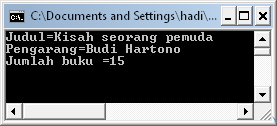 C:\Documents and Settings\hadi\...
Judul=Kisah seorang pemuda
Pengarang=Budi Hartono
Jumlah buku =15